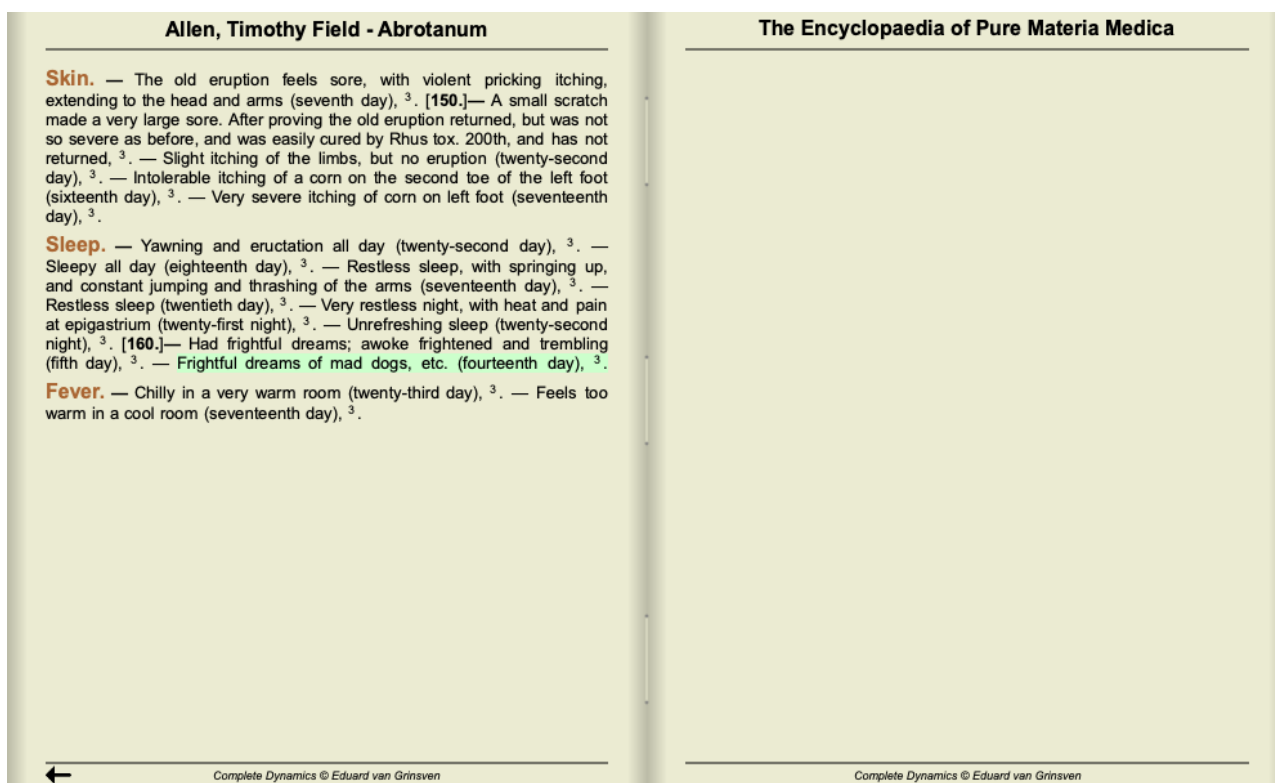 Allen, Timothy Field - Abrotanum
Skin. — The old eruption feels sore, with violent pricking itching,
extending to the head and arms (seventh day), ³. [150.]— A small scratch
made a very large sore. After proving the old eruption returned, but was not
so severe as before, and was easily cured by Rhus tox. 200th, and has not
returned, ³. — Slight itching of the limbs, but no eruption (twenty-second
day), ³. — Intolerable itching of a corn on the second toe of the left foot
(sixteenth day), ³. — Very severe itching of corn on left foot (seventeenth
day), ³.
Sleep. — Yawning and eructation all day (twenty-second day), ³. —
Sleepy all day (eighteenth day), ³. — Restless sleep, with springing up,
and constant jumping and thrashing of the arms (seventeenth day), ³. —
Restless sleep (twentieth day), ³. — Very restless night, with heat and pain
at epigastrium (twenty-first night), ³. — Unrefreshing sleep (twenty-second
night), ³. [160.]— Had frightful dreams; awoke frightened and trembling
(fifth day), ³. — Frightful dreams of mad dogs, etc. (fourteenth day), ³.
Fever. — Chilly in a very warm room (twenty-third day), ³. — Feels too
warm in a cool room (seventeenth day), ³.
Complete Dynamics © Eduard van Grinsven
The Encyclopaedia of Pure Materia Medica
Complete Dynamics © Eduard van Grinsven